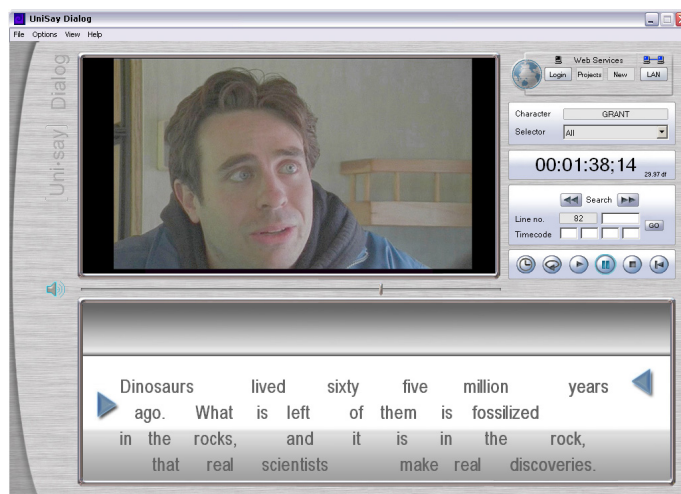 UniSay Dialog
File Options View Help
Uni-say Dialog
Web Services
Login Projects New LAN
Character GRANT
Selector All
00:01:38;14
29.97 df
Search
Line no. 82
GO
Timecode
Dinosaurs lived sixty five million years
ago. What is left of them is fossilized
in the rocks, and it is in the rock,
that real scientists make real discoveries.